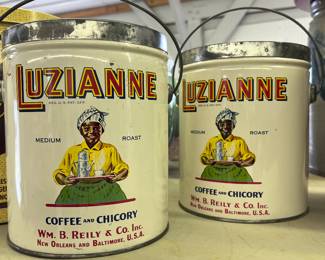 LUZIANNE
REG.U.S.PAT.OFF.
MEDIUM ROAST
COFFEE AND CHICORY
WM. B. REILY & CO. INC.
NEW ORLEANS AND BALTIMORE, U.S.A.
LUZIANNE
MEDIUM ROAST
COFFEE AND CHICORY
WM. B. REILY & CO. INC.
NEW ORLEANS AND BALTIMORE, U.S.A.